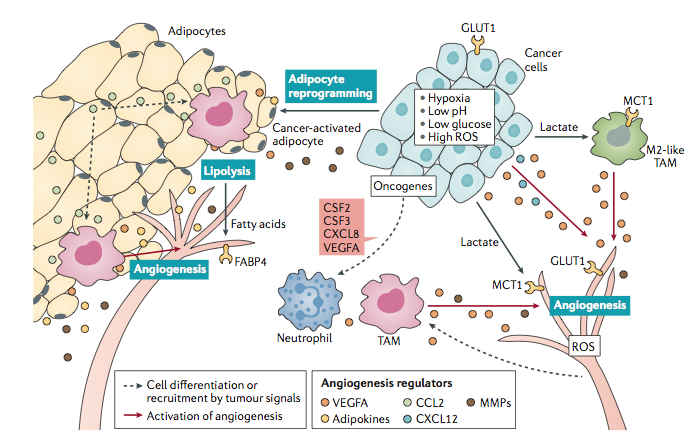 Adipocytes
GLUT1
Cancer
cells
Adipocyte
reprogramming
• Hypoxia
• Low pH
• Low glucose
• High ROS
MCT1
Cancer-activated
adipocyte
Lactate
M2-like
TAM
Lipolysis
Oncogenes
CSF2
CSF3
CXCL8
VEGFA
Fatty acids
Lactate
FABP4
Angiogenesis
GLUT1
MCT1
Angiogenesis
Neutrophil
TAM
ROS
Cell differentiation or
recruitment by tumour signals
Activation of angiogenesis
Angiogenesis regulators
VEGFA
CCL2
MMPs
Adipokines
CXCL12